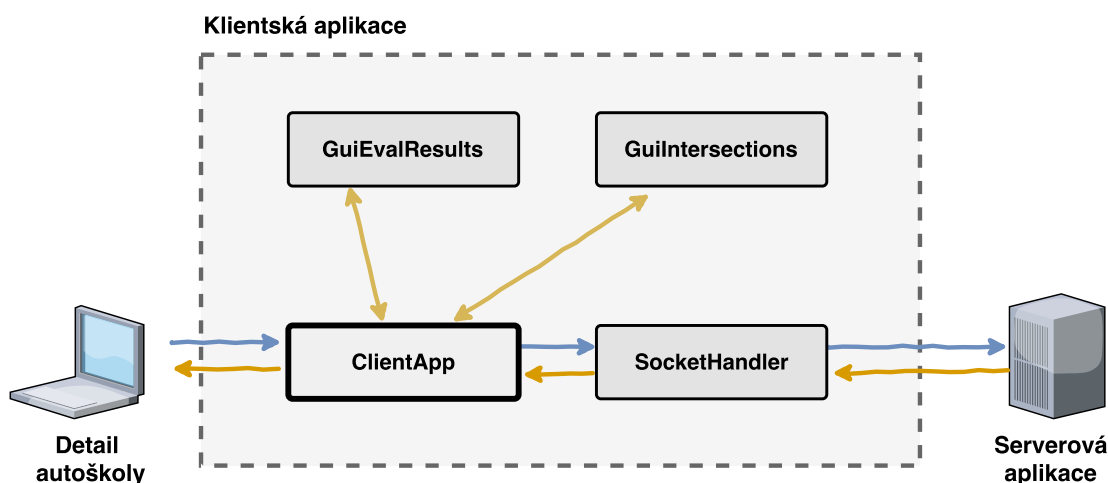 Klientská aplikace
GuiEvalResults
GuiIntersections
ClientApp
SocketHandler
Detail
autoškoly
Serverová
aplikace